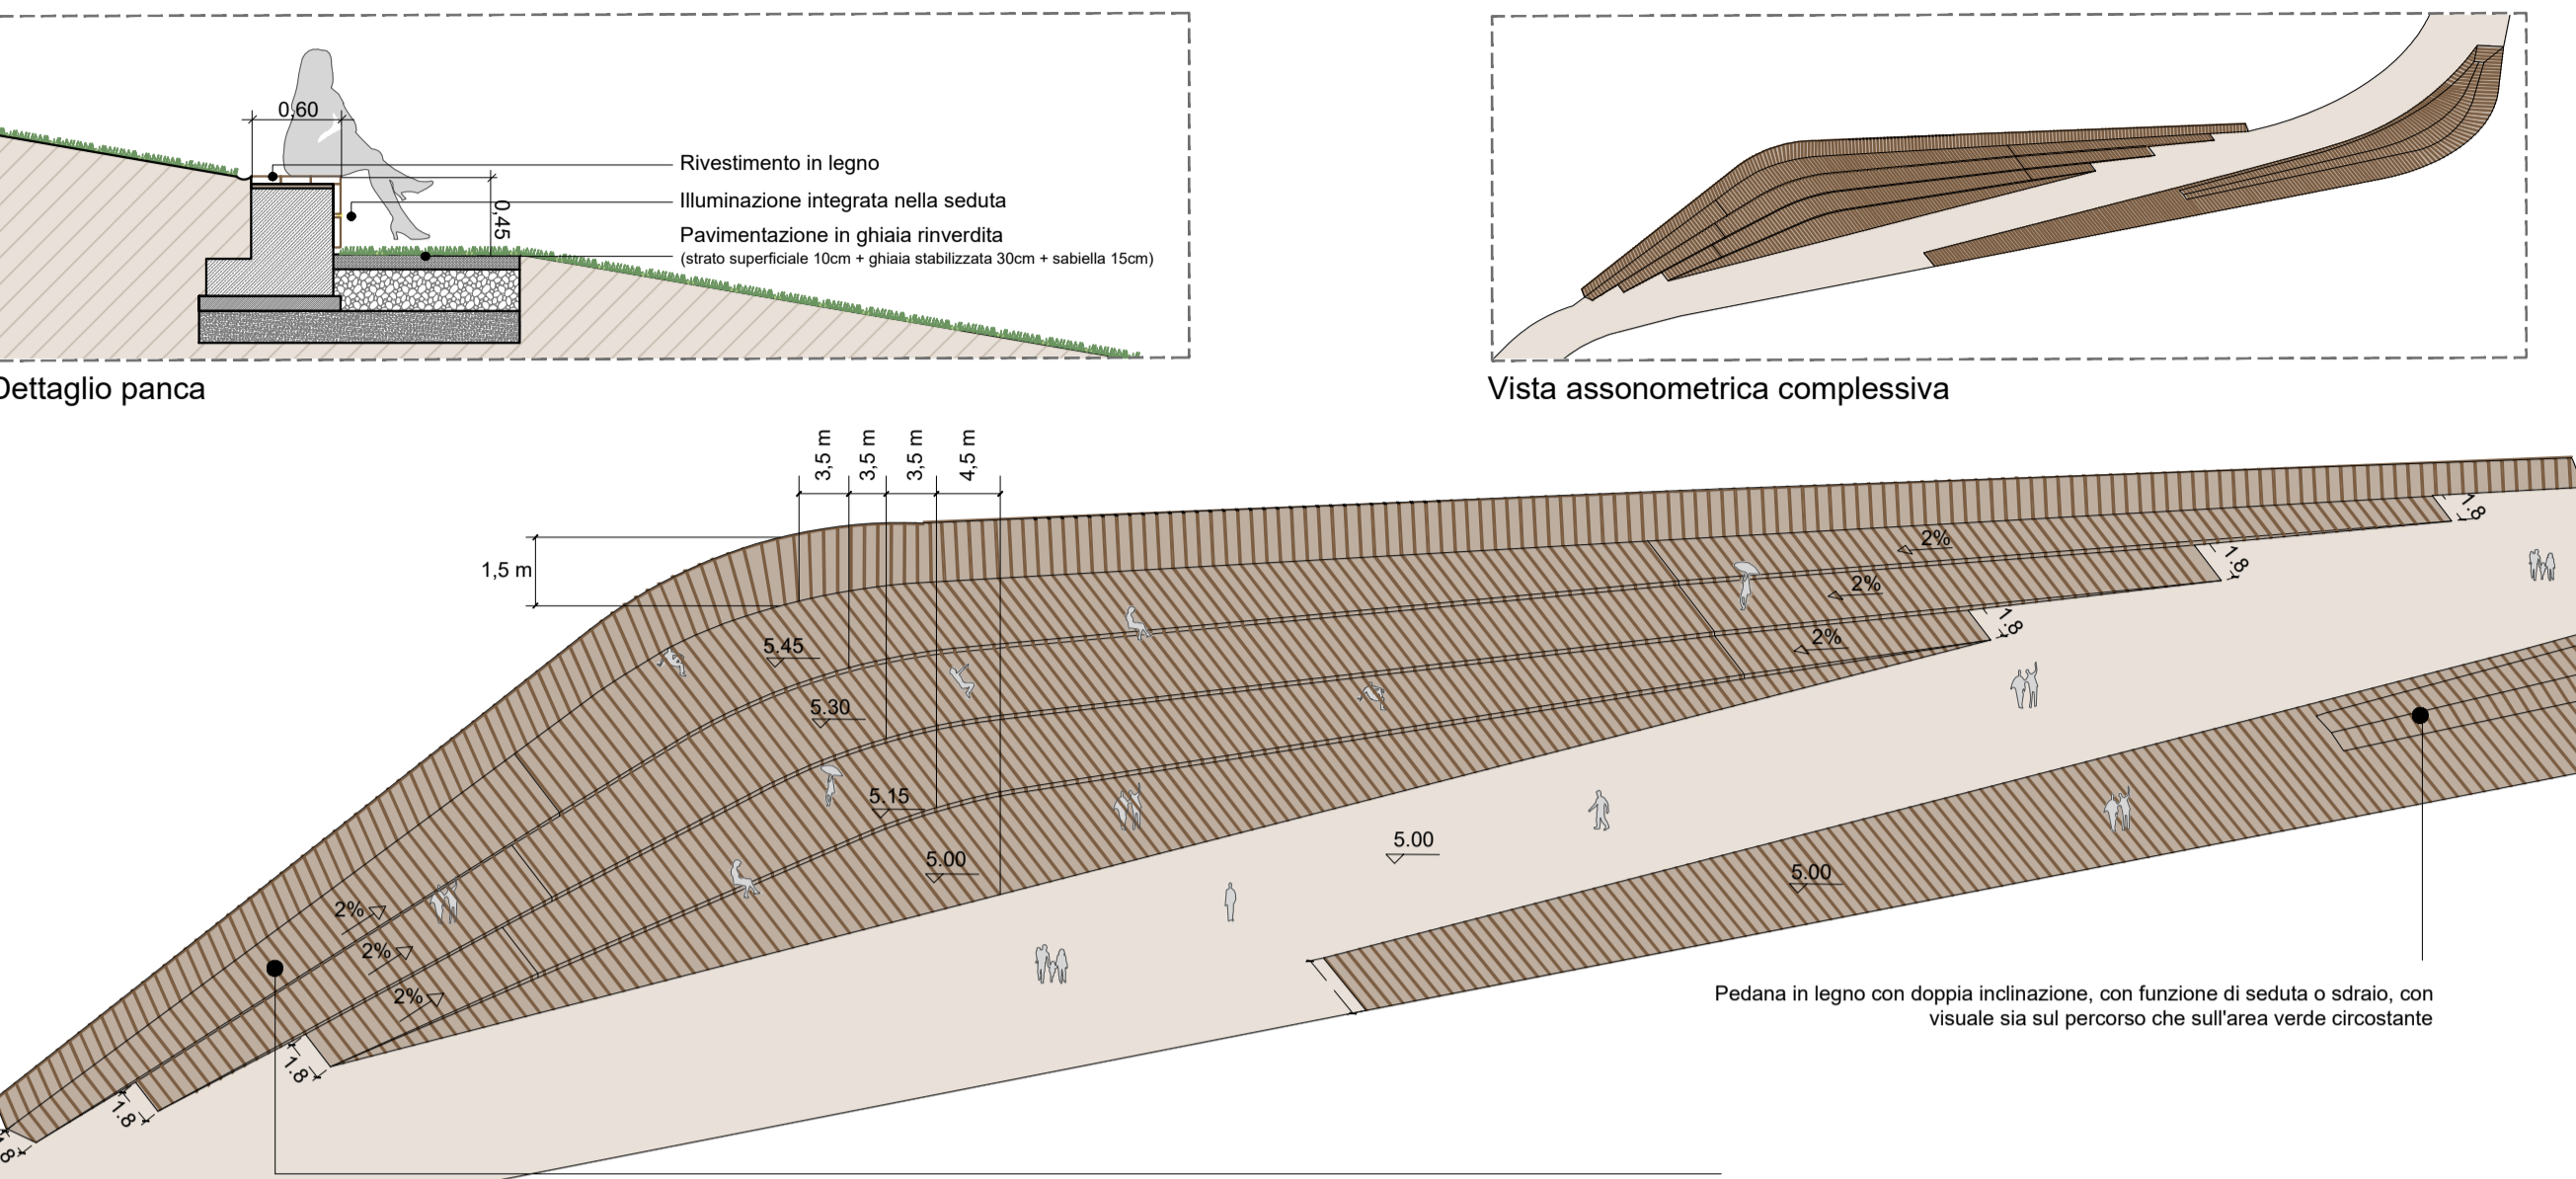 0,60
Rivestimento in legno
0,45
Illuminazione integrata nella seduta
Pavimentazione in ghiaia rinverdita
(strato superficiale 10cm + ghiaia stabilizzata 30cm + sabiella 15cm)
Dettaglio panca
Vista assonometrica complessiva
3,5 m
3,5 m
3,5 m
4,5 m
1,5 m
1.8
2%
1.8
2%
1.8
2%
5.45
5.30
5.15
5.00
5.00
5.00
2%
2%
2%
1.8
1.8
Pedana in legno con doppia inclinazione, con funzione di seduta o sdraio, con
visuale sia sul percorso che sull'area verde circostante